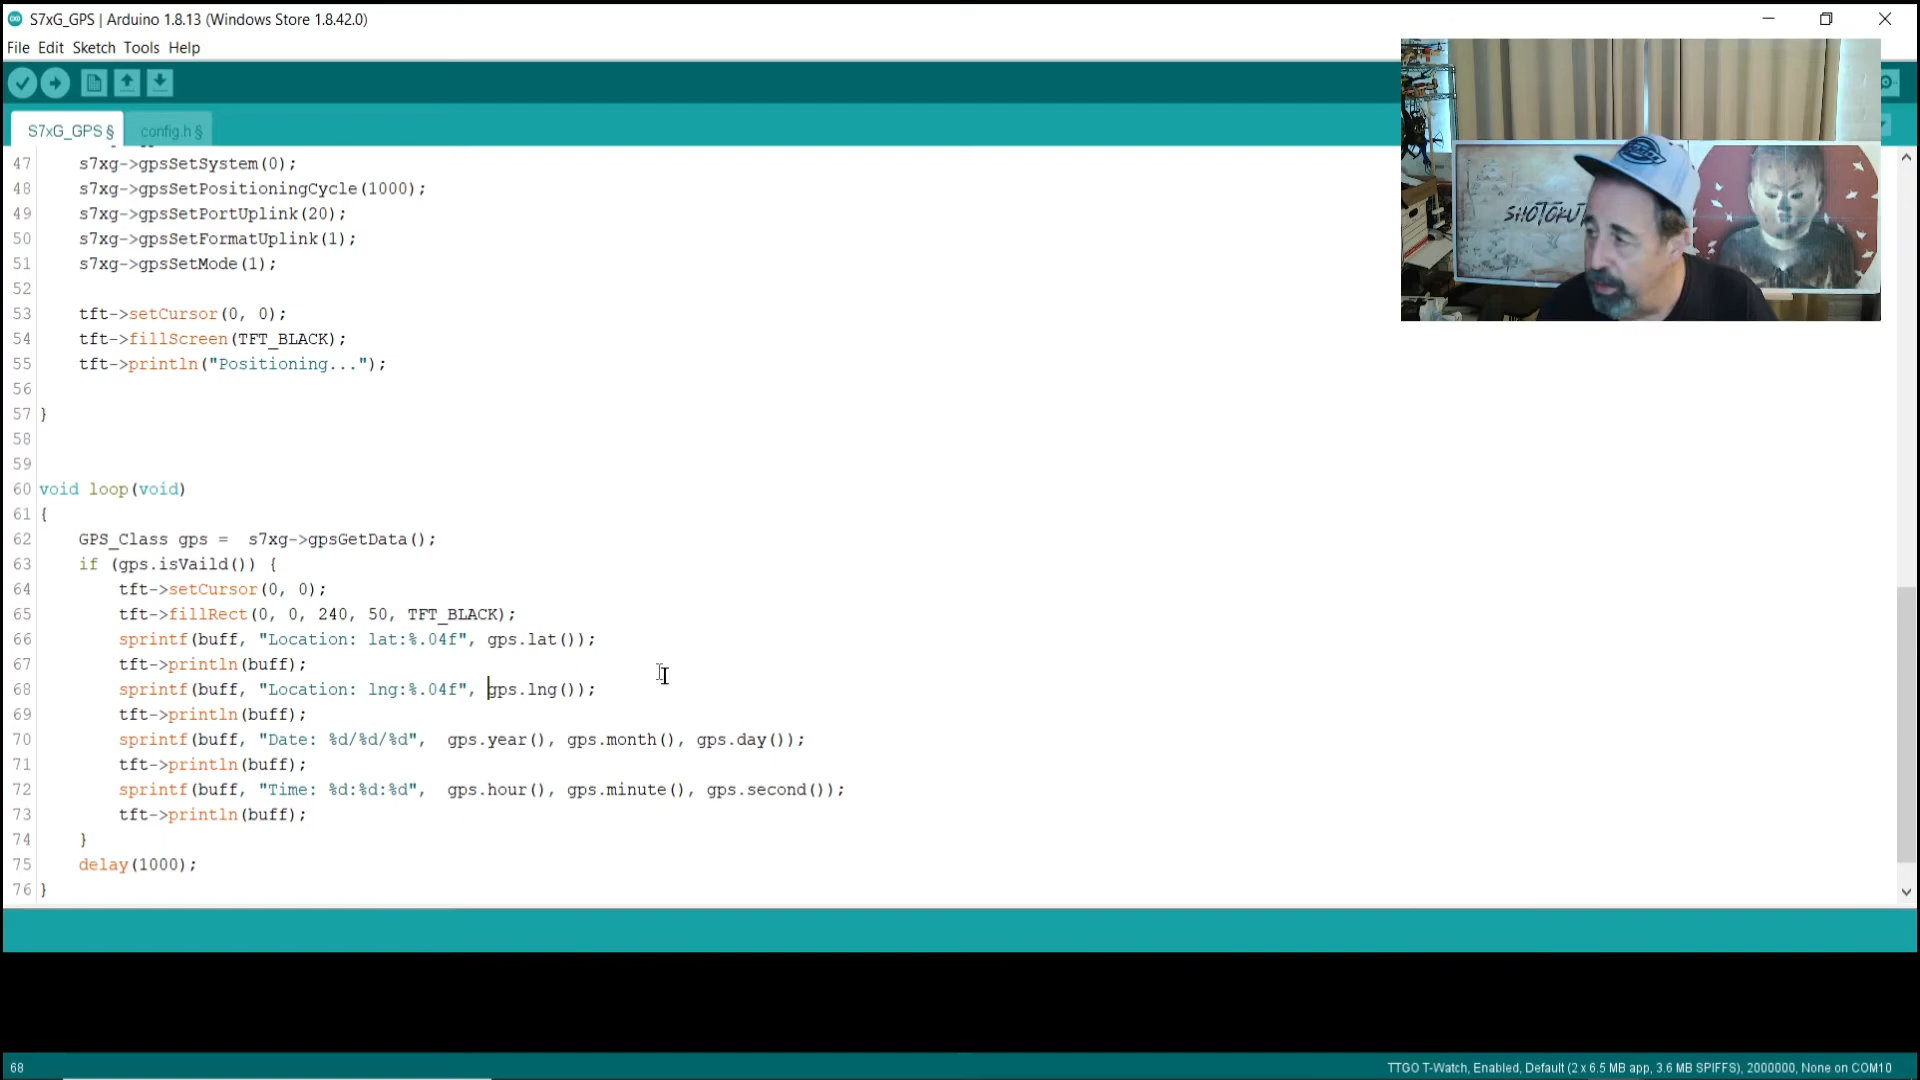 S7xG_GPS | Arduino 1.8.13 (Windows Store 1.8.42.0)
File Edit Sketch Tools Help
S7xG_GPS §
config.h §
47 s7xg->gpsSetSystem(0);
48 s7xg->gpsSetPositioningCycle(1000);
49 s7xg->gpsSetPortUplink(20);
50 s7xg->gpsSetFormatUplink(1);
51 s7xg->gpsSetMode(1);
52
53 tft->setCursor(0, 0);
54 tft->fillScreen(TFT_BLACK);
55 tft->println("Positioning...");
56
57 }
58
59
60 void loop(void)
61 {
62 GPS_Class gps =  s7xg->gpsGetData();
63 if (gps.isVaild()) {
64 tft->setCursor(0, 0);
65 tft->fillRect(0, 0, 240, 50, TFT_BLACK);
66 sprintf(buff, "Location: lat:%.04f", gps.lat());
67 tft->println(buff);
68 sprintf(buff, "Location: lng:%.04f", gps.lng());
69 tft->println(buff);
70 sprintf(buff, "Date: %d/%d/%d",  gps.year(), gps.month(), gps.day());
71 tft->println(buff);
72 sprintf(buff, "Time: %d:%d:%d",  gps.hour(), gps.minute(), gps.second());
73 tft->println(buff);
74 }
75 delay(1000);
76 }
68
TTGO T-Watch, Enabled, Default (2 x 6.5 MB app, 3.6 MB SPIFFS), 2000000, None on COM10